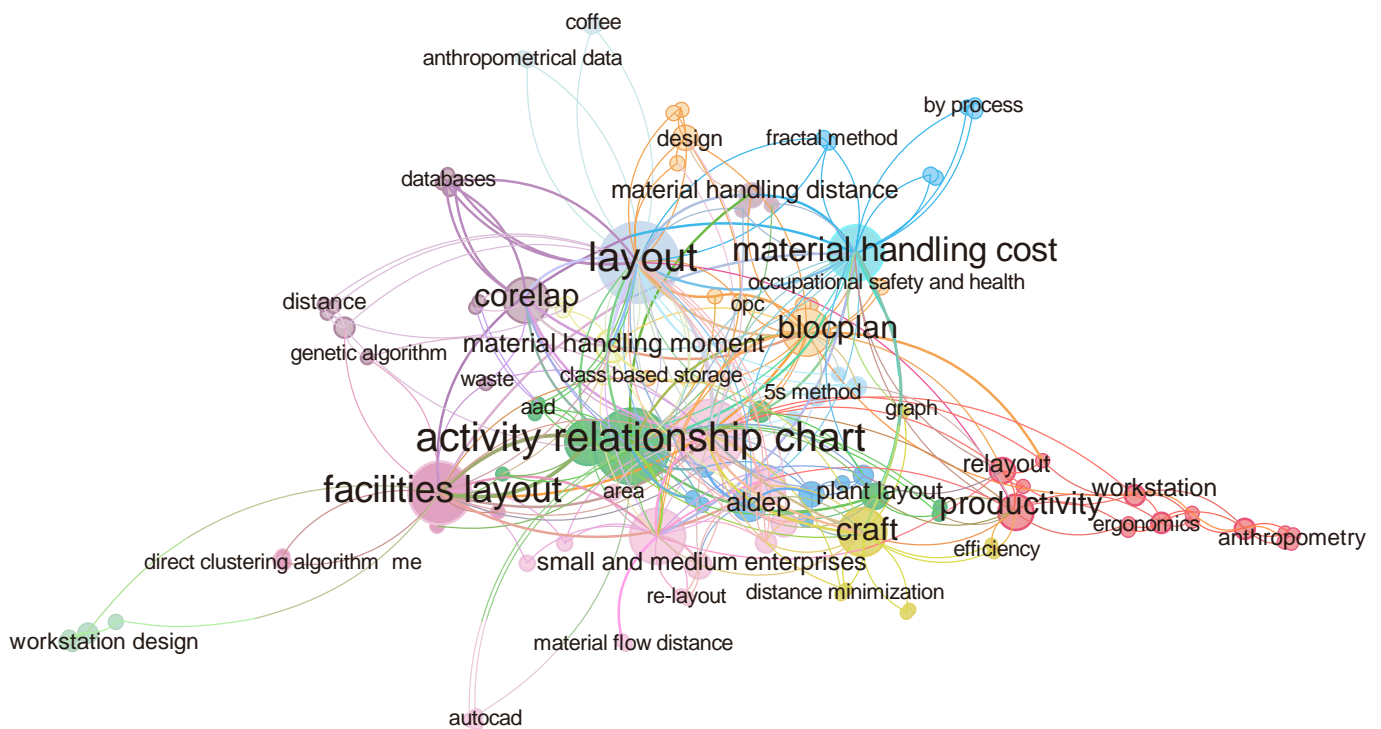 coffee
anthropometrical data
by process
design
fractal method
databases
material handling distance
layout
material handling cost
occupational safety and health
corelap
distance
opc
blocplan
genetic algorithm
material handling moment
waste
class based storage
5s method
aad
graph
activity relationship chart
relayout
facilities layout
area
aldep
plant layout
productivity
workstation
craft
ergonomics
anthropometry
efficiency
direct clustering algorithm me
small and medium enterprises
re-layout
distance minimization
workstation design
material flow distance
autocad